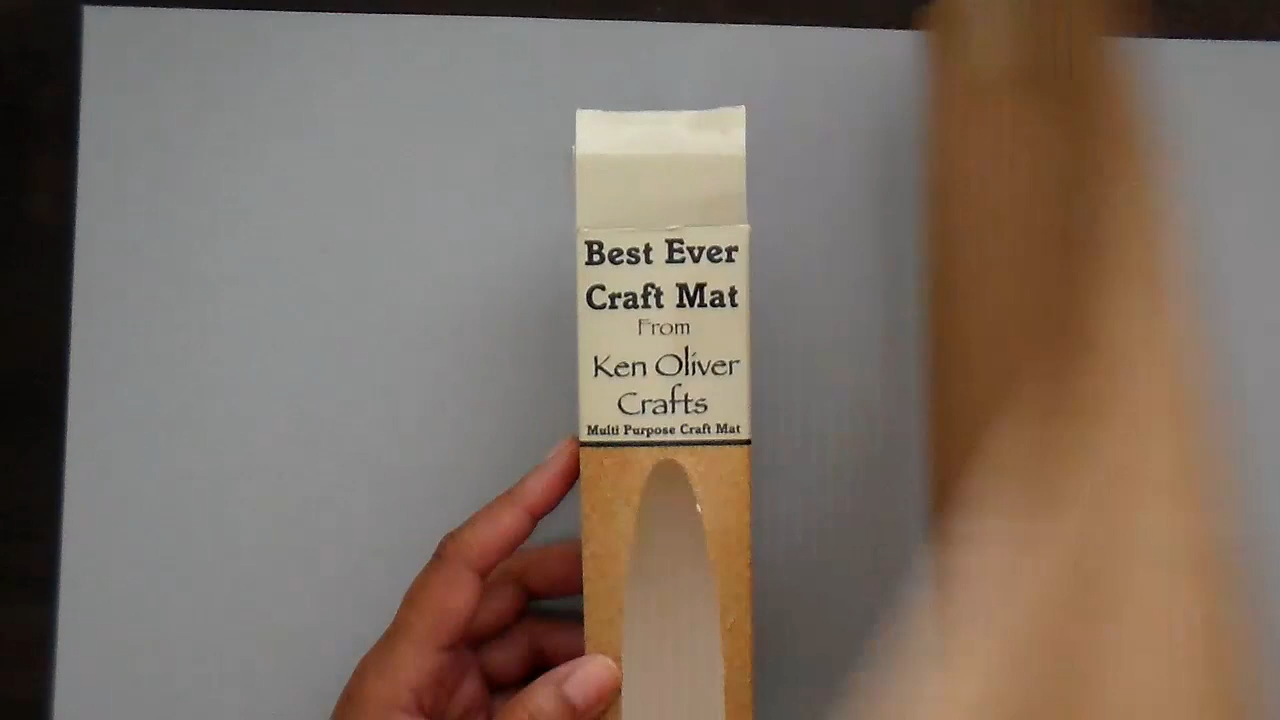 Best Ever
Craft Mat
From
Ken Oliver
Crafts
Multi Purpose Craft Mat